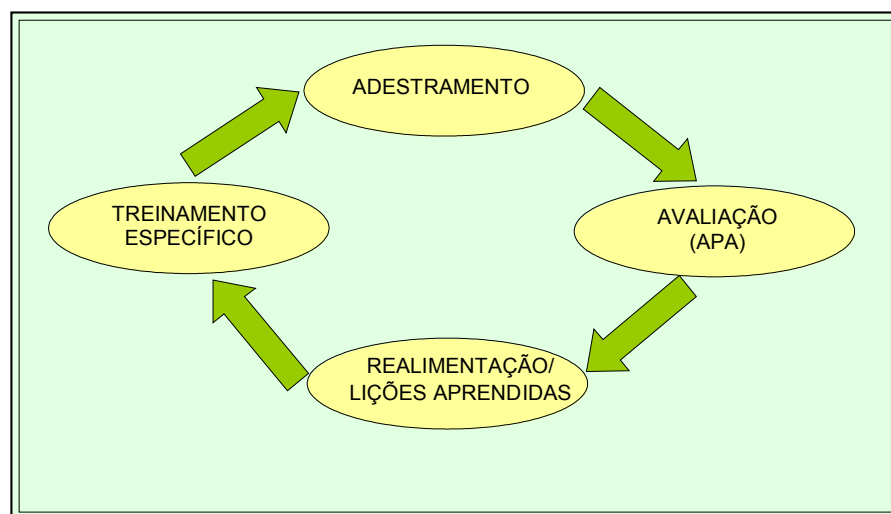 ADESTRAMENTO
TREINAMENTO
ESPECÍFICO
AVALIAÇÃO
(APA)
REALIMENTAÇÃO/
LIÇÕES APRENDIDAS